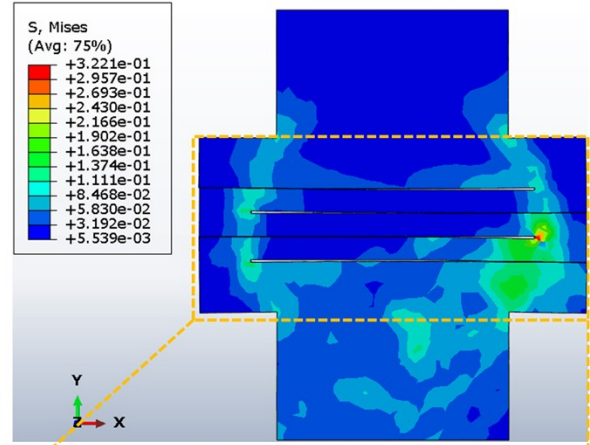 S, Mises
(Avg: 75%)
+3.221e-01
+2.957e-01
+2.693e-01
+2.430e-01
+2.166e-01
+1.902e-01
+1.638e-01
+1.374e-01
+1.111e-01
+8.468e-02
+5.830e-02
+3.192e-02
+5.539e-03
Y
Z
X